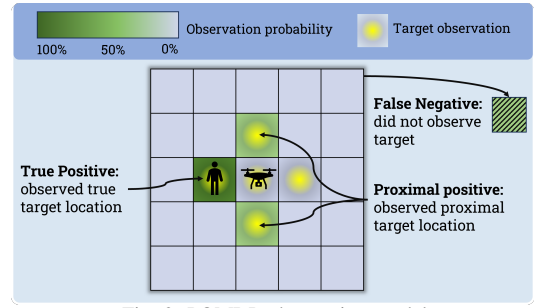 Observation probability
Target observation
100% 50% 0%
False Negative:
did not observe
target
True Positive:
observed true
target location
Proximal positive:
observed proximal
target location